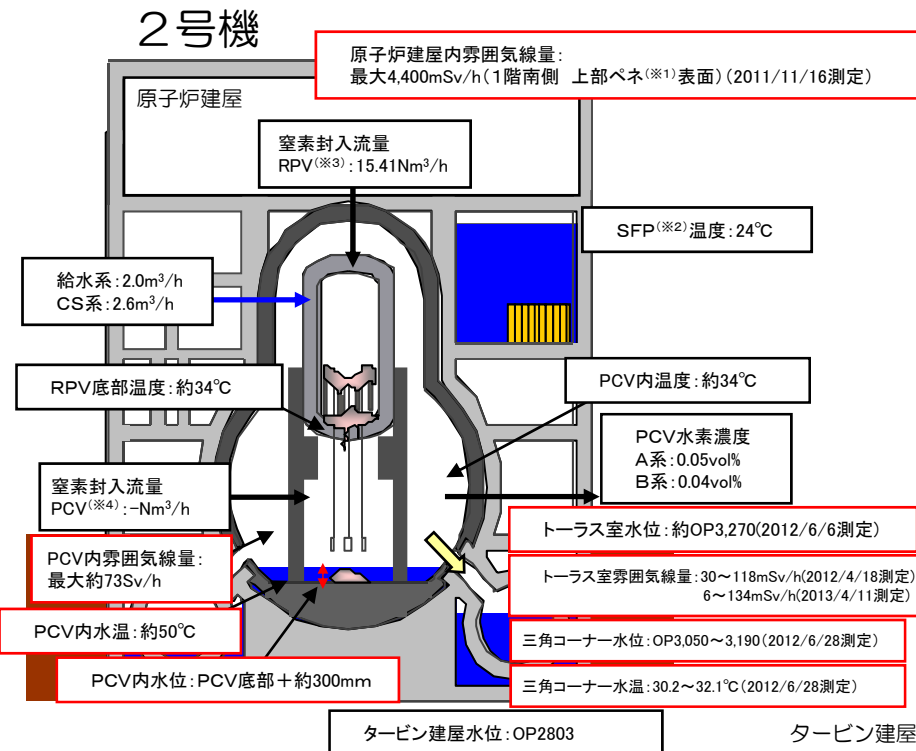 ２号機
原子炉建屋内雰囲気線量：
最大4,400mSv/h（１階南側　上部ペネ(※1)表面）（2011/11/16測定）
原子炉建屋
窒素封入流量
RPV(※3)：15.41Nm³/h
SFP(※2)温度：24℃
給水系：2.0m³/h
ＣＳ系：2.6m³/h
RPV底部温度：約34℃
PCV内温度：約34℃
PCV水素濃度
Ａ系：0.05vol%
Ｂ系：0.04vol%
窒素封入流量
PCV(※4)：-Nm³/h
トーラス室水位：約OP3,270(2012/6/6測定）
PCV内雰囲気線量：
最大約73Sv/h
トーラス室雰囲気線量：30～118mSv/h(2012/4/18測定）
6～134mSv/h(2013/4/11測定）
PCV内水温：約50℃
三角コーナー水位：OP3,050～3,190（2012/6/28測定）
PCV内水位：PCV底部＋約300mm
三角コーナー水温：30.2～32.1℃（2012/6/28測定）
タービン建屋水位：OP2803
タービン建屋